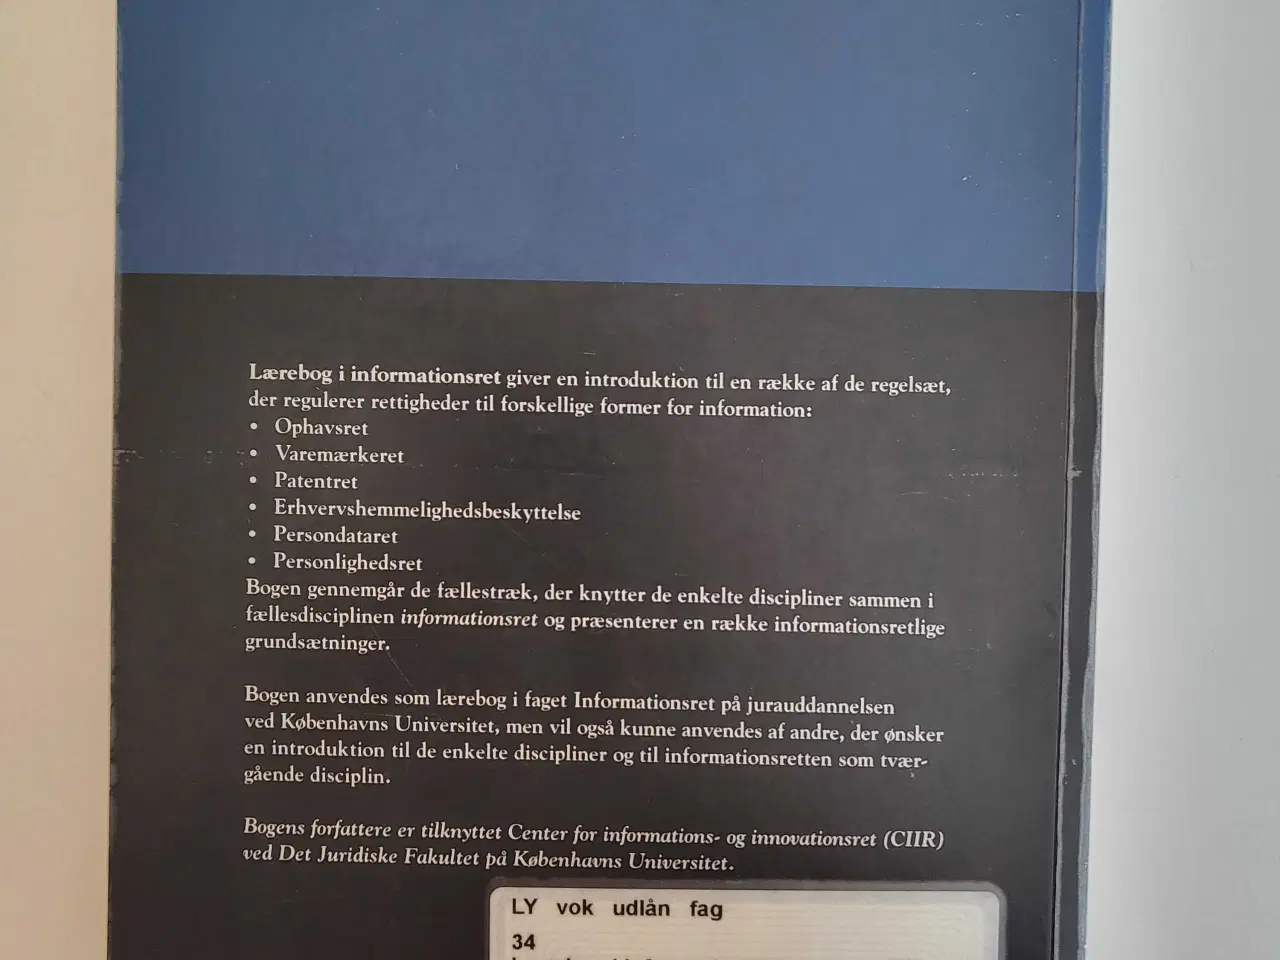 Lærebog i informationsret giver en introduktion til en række af de regelsæt,
der regulerer rettigheder til forskellige former for information:
• Ophavsret
• Varemærkeret
• Patentret
• Erhvervshemmelighedsbeskyttelse
• Persondataret
• Personlighedsret
Bogen gennemgår de fællestræk, der knytter de enkelte discipliner sammen i
fællesdisciplinen informationsret og præsenterer en række informationsretlige
grundsætninger.
Bogen anvendes som lærebog i faget Informationsret på jurauddannelsen
ved Københavns Universitet, men vil også kunne anvendes af andre, der ønsker
en introduktion til de enkelte discipliner og til informationsretten som tvær-
gående disciplin.
Bogens forfattere er tilknyttet Center for informations- og innovationsret (CIIR)
ved Det Juridiske Fakultet på Københavns Universitet.
LY vok udlån fag
34